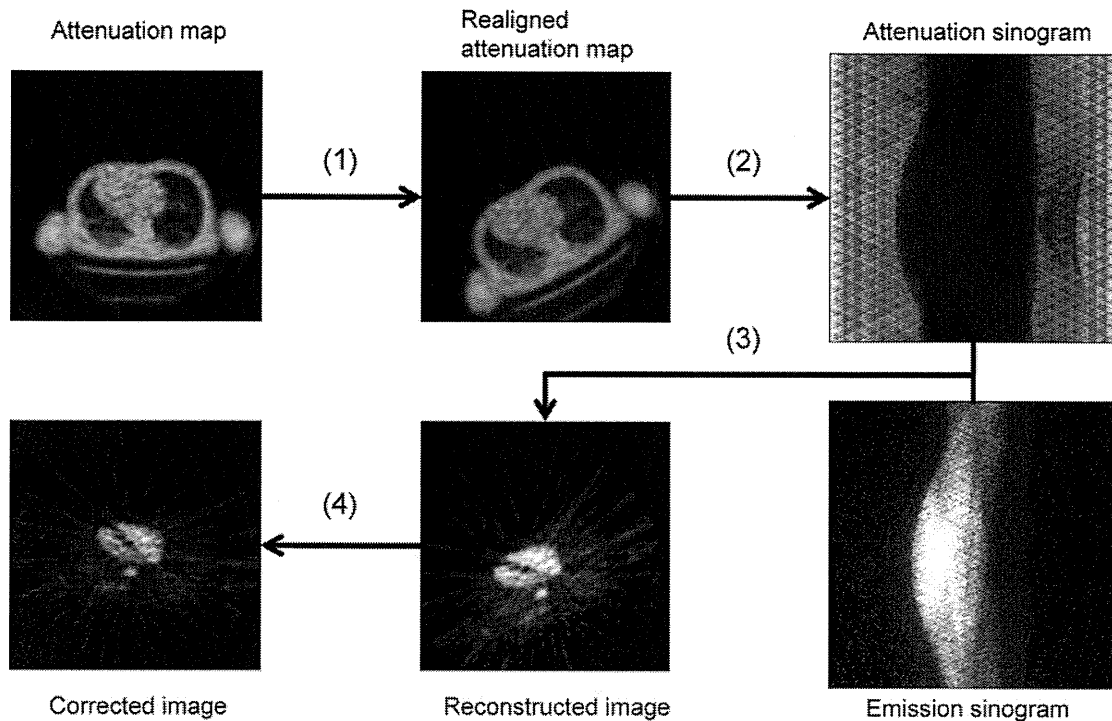 Attenuation map
Realigned
attenuation map
Attenuation sinogram
(1)
(2)
(3)
(4)
Corrected image
Reconstructed image
Emission sinogram